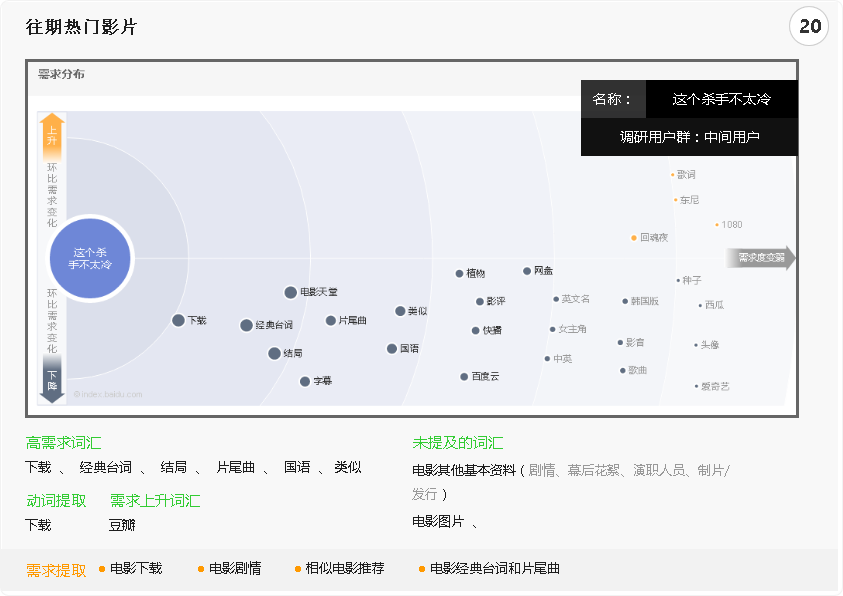 往期热门影片
20
需求分布
名称：
这个杀手不太冷
调研用户群：中间用户
上升
环比需求变化
这个杀
手不太冷
环比需求变化
下降
歌词
东尼
1080
回魂夜
需求度变弱
植物
网盘
种子
电影天堂
影评
英文名
韩国版
西瓜
下载
经典台词
片尾曲
类似
快播
女主角
影音
头像
结局
国语
中英
字幕
百度云
歌曲
爱奇艺
©index.baidu.com
高需求词汇
下载 、 经典台词 、 结局 、 片尾曲 、 国语 、 类似
动词提取
需求上升词汇
下载
豆瓣
未提及的词汇
电影其他基本资料（剧情、幕后花絮、演职人员、制片/
发行）
电影图片 、
需求提取
电影下载
电影剧情
相似电影推荐
电影经典台词和片尾曲